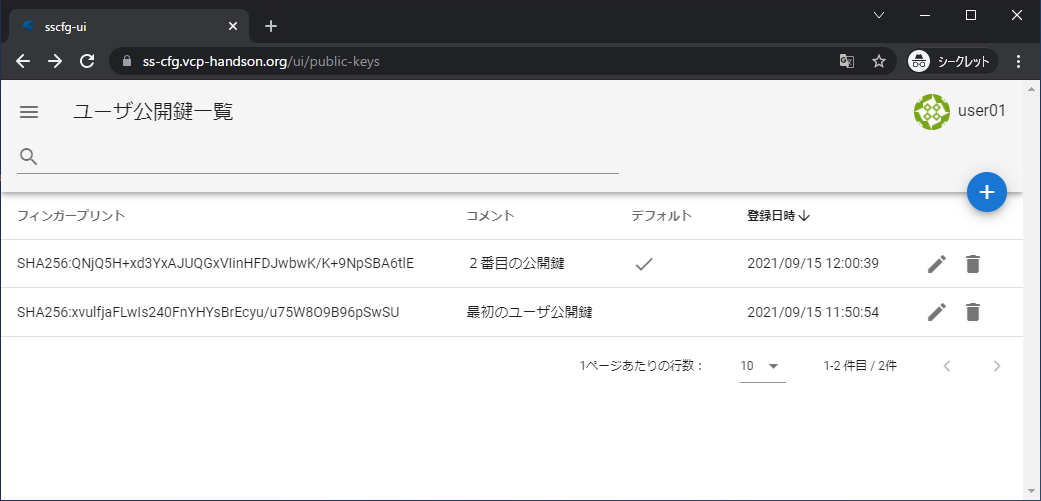 sscfg-ui
ss-cfg.vcp-handson.org/ui/public-keys シークレット
ユーザ公開鍵一覧 user01
フィンガープリント コメント デフォルト 登録日時
SHA256:QNjQ5H+xd3YxAJUQGxVIinHFDJwbwK/K+9NpSBA6tlE 2番目の公開鍵 2021/09/15 12:00:39
SHA256:xvulfjaFLwIs240FnYHYsBrEcyu/u75W8O9B96pSwSU 最初のユーザ公開鍵 2021/09/15 11:50:54
1ページあたりの行数： 10 1-2 件目 / 2件